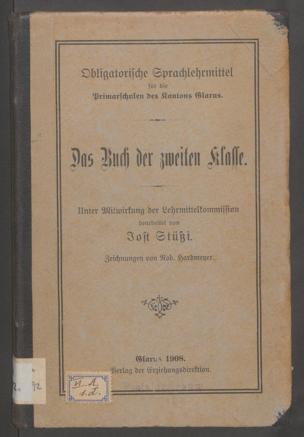 Obligatorische Sprachlehrmittel
für die
Primarschulen des Kantons Glarus.
Das Buch der zweiten Klasse.
Unter Mitwirkung der Lehrmittelkommission
bearbeitet von
Jost Stüßi.
Zeichnungen von Rob. Hardmeyer.
Glarus 1908.
Verlag der Erziehungsdirektion.